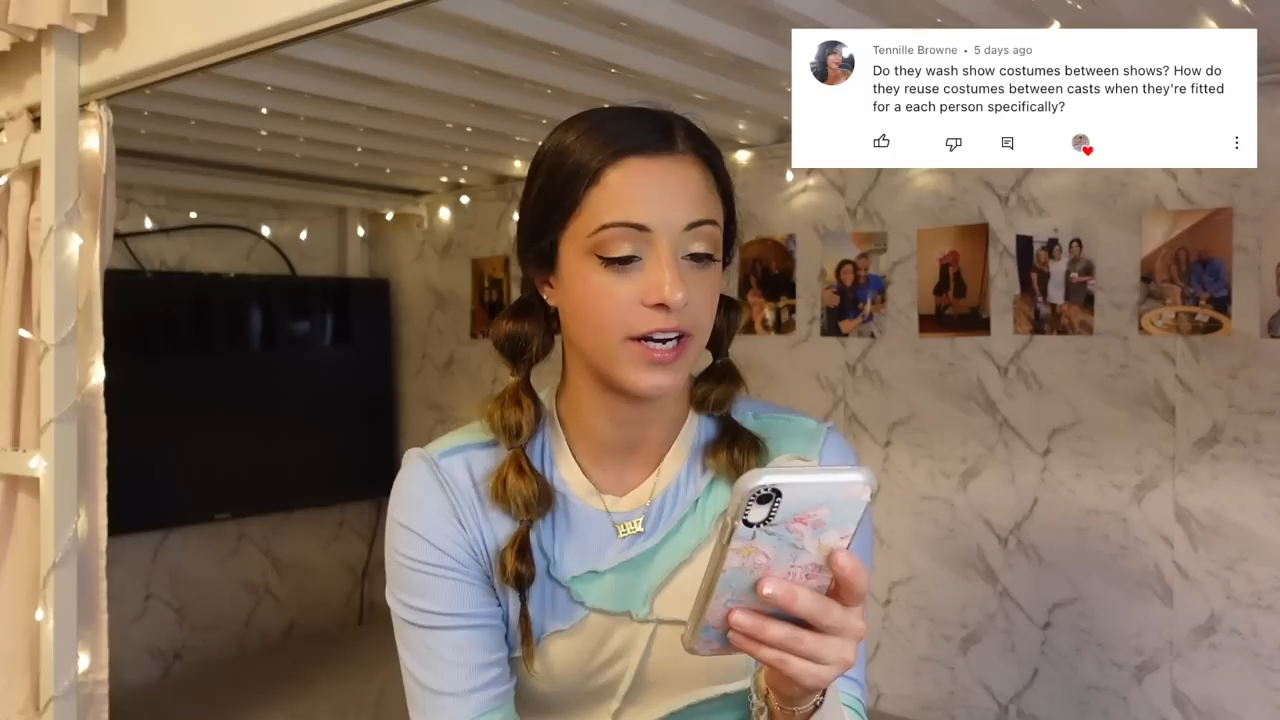 Tennille Browne • 5 days ago
Do they wash show costumes between shows? How do
they reuse costumes between casts when they're fitted
for a each person specifically?
1997